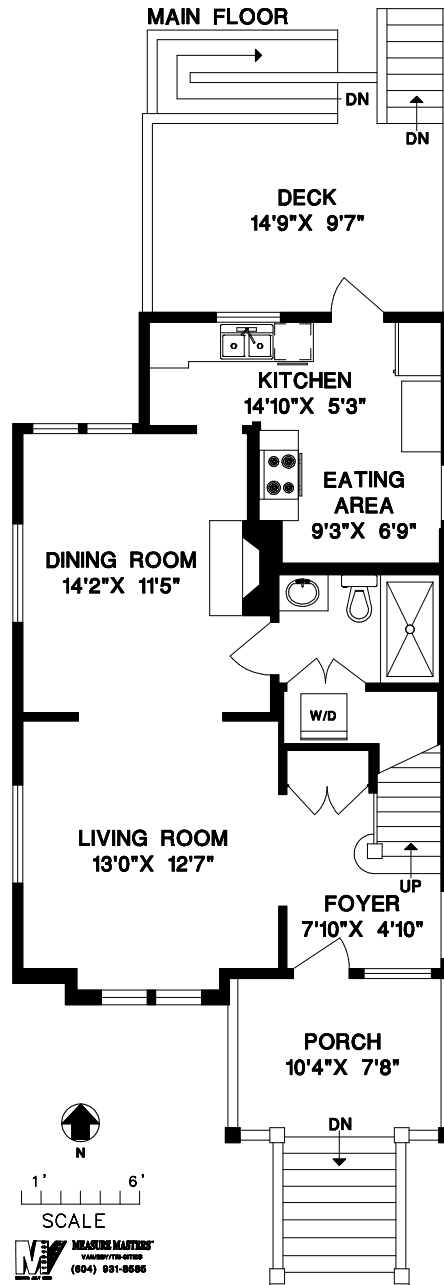 MAIN FLOOR
DN
DN
DECK
14'9"X 9'7"
KITCHEN
14'10"X 5'3"
EATING
AREA
9'3"X 6'9"
DINING ROOM
14'2"X 11'5"
W/D
LIVING ROOM
13'0"X 12'7"
UP
FOYER
7'10"X 4'10"
PORCH
10'4"X 7'8"
DN
N
1' 6'
SCALE
MEASURE MASTERS
(604) 931-8585